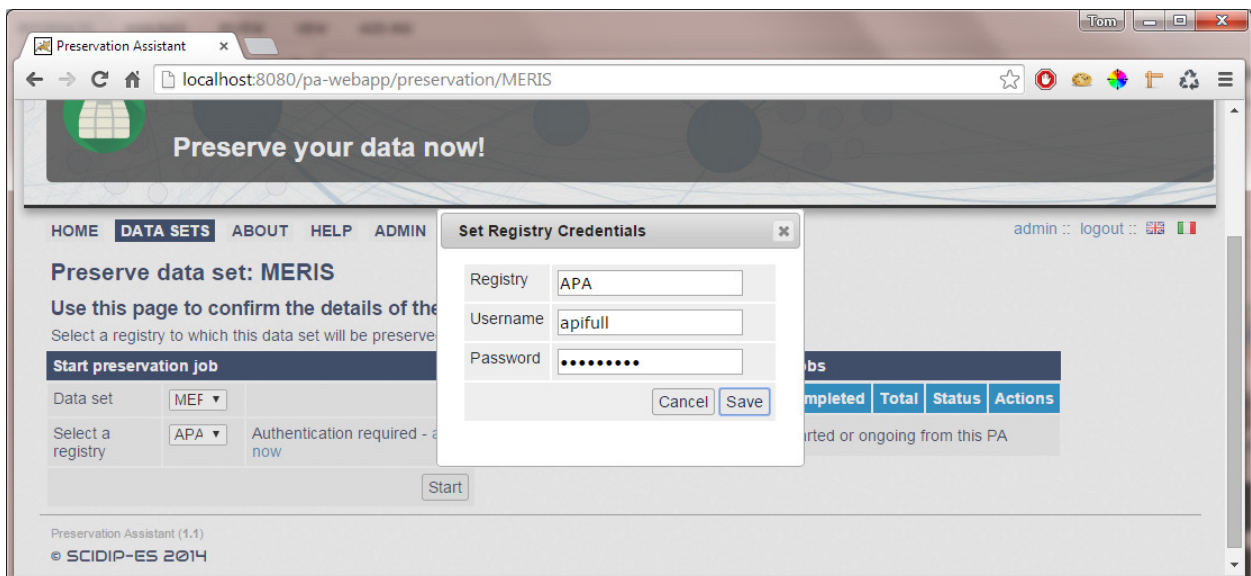 Tom
Preservation Assistant
localhost:8080/pa-webapp/preservation/MERIS
Preserve your data now!
HOME DATA SETS ABOUT HELP ADMIN
admin :: logout ::
Preserve data set: MERIS
Use this page to confirm the details of the
Select a registry to which this data set will be preserve
Start preservation job
Data set MEF
Select a registry APA Authentication required - a
now
Start
Set Registry Credentials
Registry APA
Username apifull
Password •••••••••
Cancel Save
bs
mpleted Total Status Actions
arted or ongoing from this PA
Preservation Assistant (1.1)
© SCIDIP-ES 2014